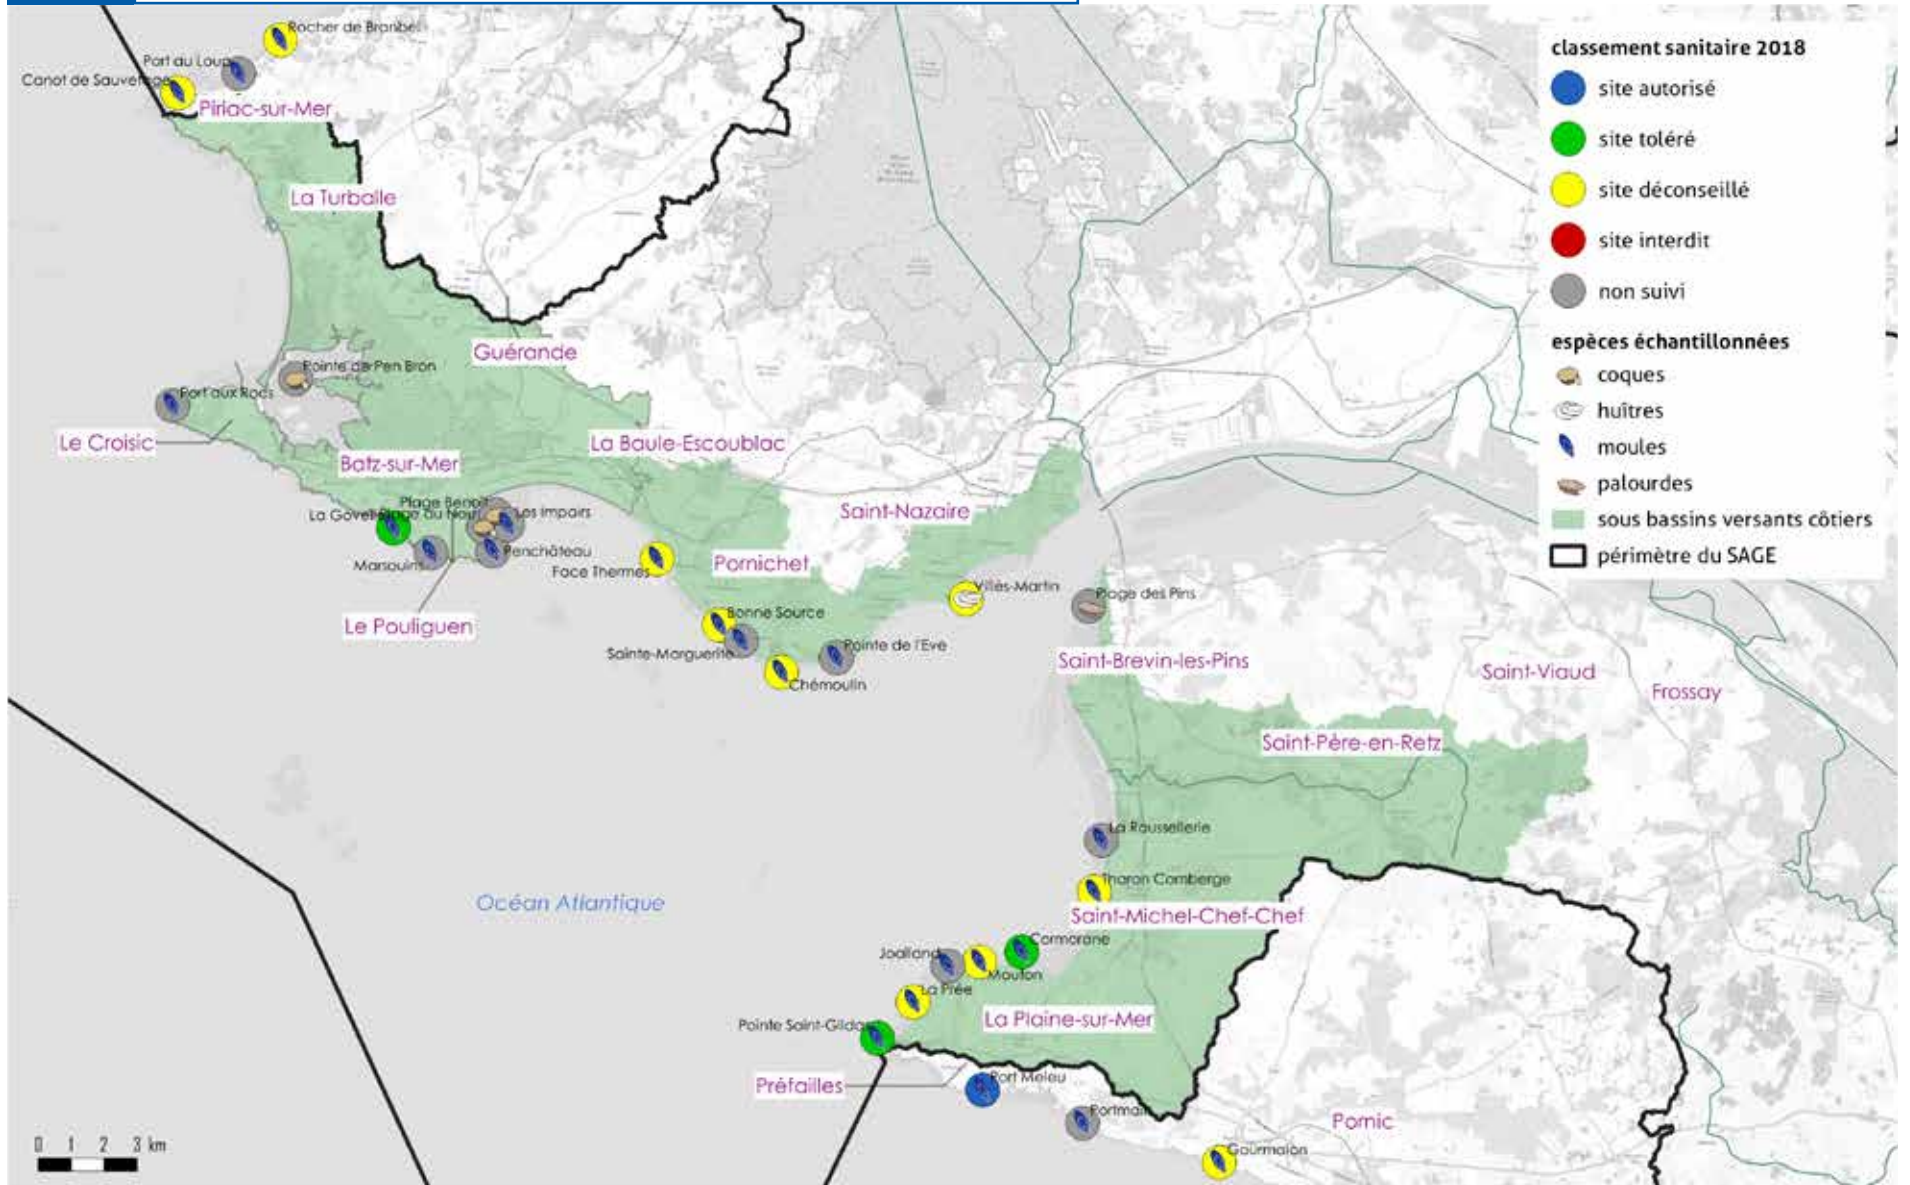 Rocher de Branbel
Port du Loup
Canot de Sauvetage
Piriac-sur-Mer
La Turballe
Guérande
Pointe de Pen Bron
Port aux Rocs
Le Croisic
La Baule-Escoublac
Batz-sur-Mer
Plage Benoît
La Govelle
Plage du Nau
Les Impairs
Saint-Nazaire
Marsouins
Penchâteau
Face Thermes
Pornichet
Villès-Martin
Plage des Pins
Le Pouliguen
Bonne Source
Sainte-Marguerite
Pointe de l'Eve
Chémoulin
Saint-Brevin-les-Pins
Saint-Viaud
Frossay
Saint-Père-en-Retz
La Roussellerie
Tharon Comberge
Océan Atlantique
Saint-Michel-Chef-Chef
Cormorane
Joalland
Mouton
La Prée
La Plaine-sur-Mer
Pointe Saint-Gildas
Préfailles
Port Meleu
Portmain
Pornic
Gourmalon
0 1 2 3 km
classement sanitaire 2018
site autorisé
site toléré
site déconseillé
site interdit
non suivi
espèces échantillonnées
coques
huîtres
moules
palourdes
sous bassins versants côtiers
périmètre du SAGE